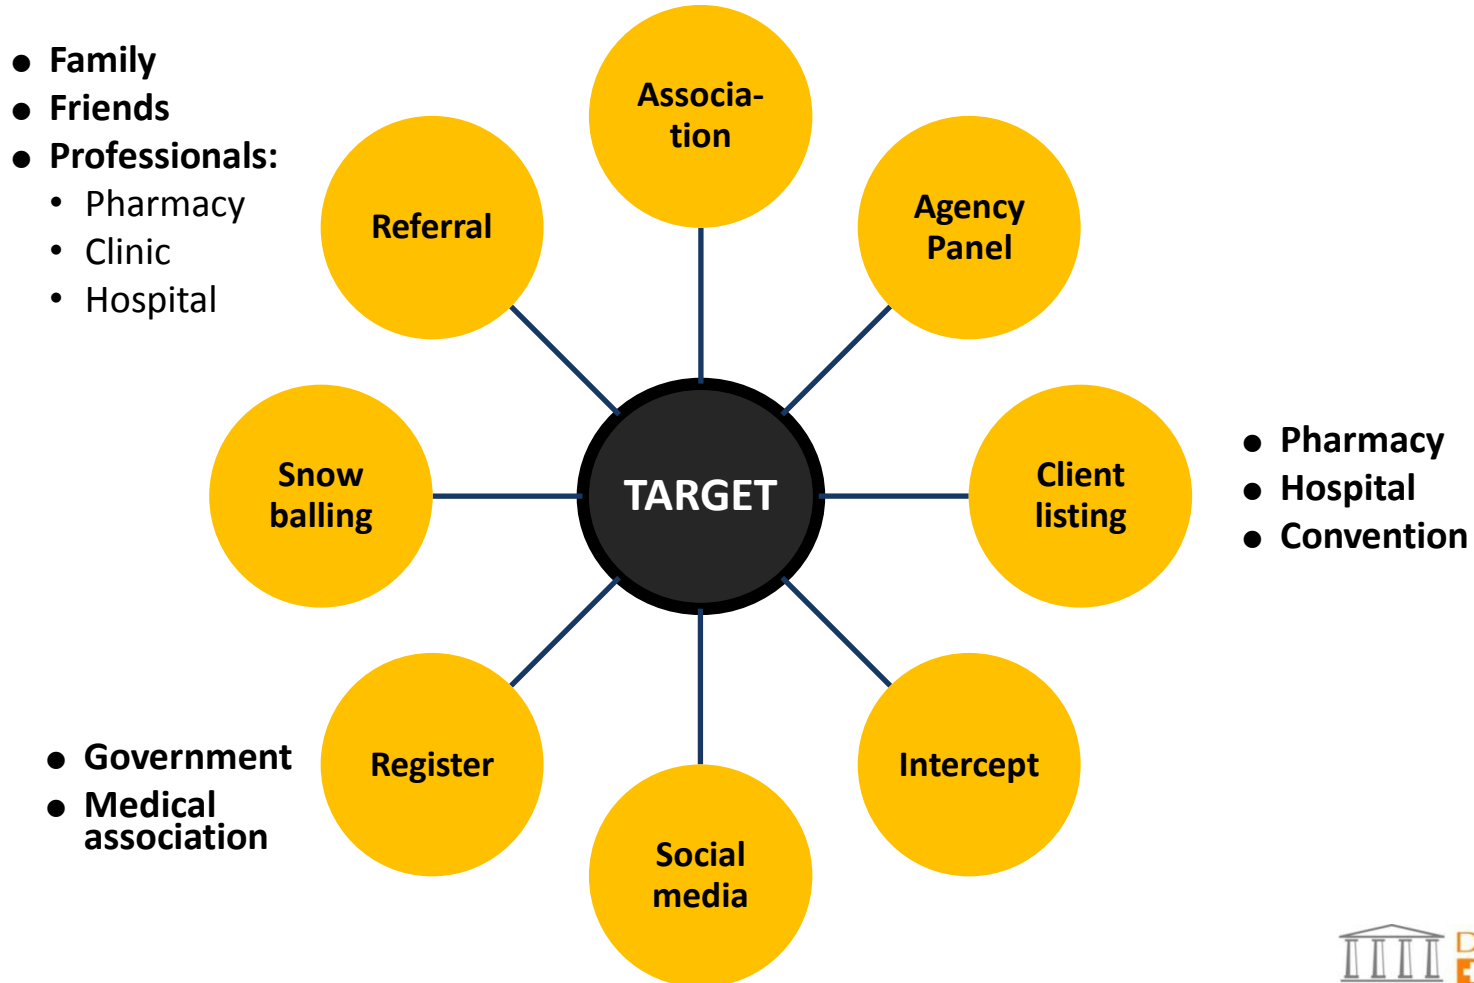 ● Family
● Friends
● Professionals:
• Pharmacy
• Clinic
• Hospital
Associa-
tion
Referral
Agency
Panel
Snow
balling
TARGET
Client
listing
● Pharmacy
● Hospital
● Convention
● Government
● Medical
association
Register
Intercept
Social
media